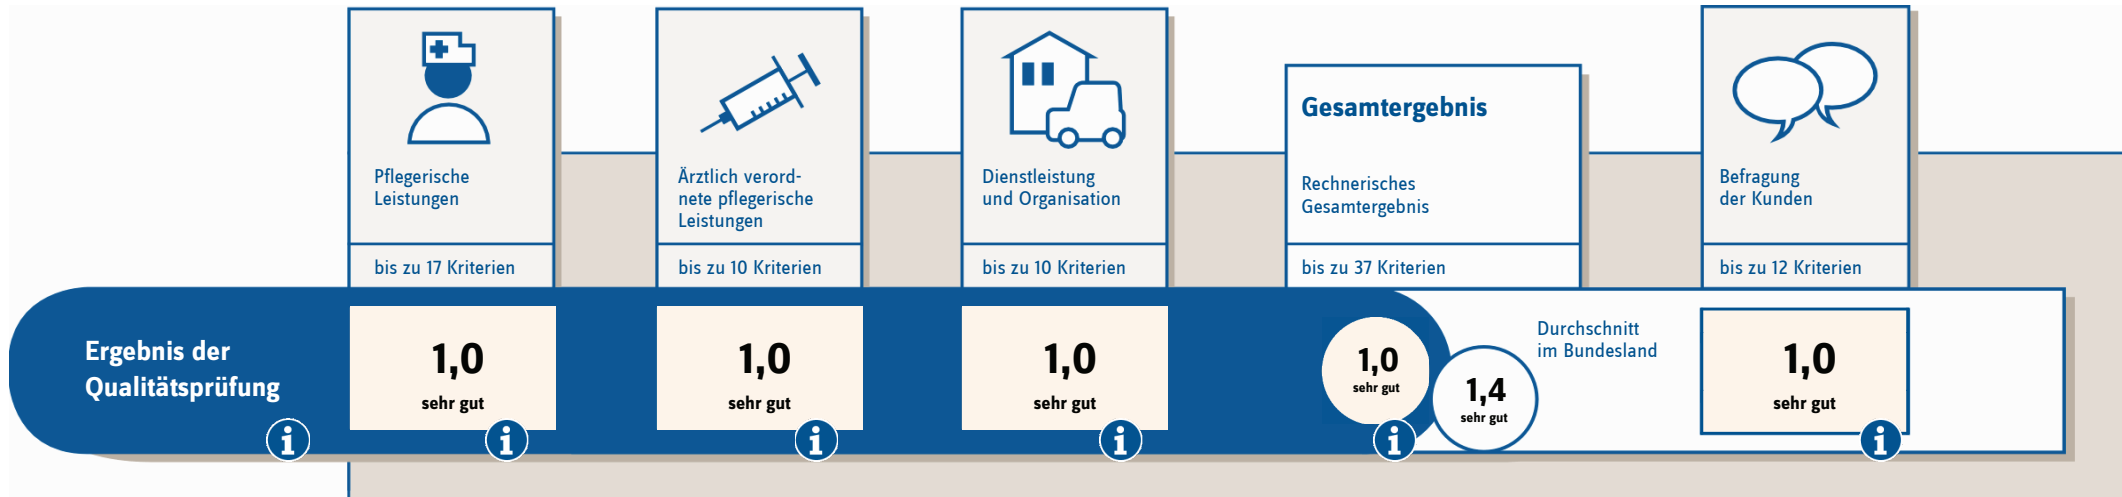 Pflegerische
Leistungen
bis zu 17 Kriterien
Ärztlich verord-
nete pflegerische
Leistungen
bis zu 10 Kriterien
Dienstleistung
und Organisation
bis zu 10 Kriterien
Gesamtergebnis
Rechnerisches
Gesamtergebnis
bis zu 37 Kriterien
Befragung
der Kunden
bis zu 12 Kriterien
Ergebnis der
Qualitätsprüfung
i
1,0
sehr gut
i
1,0
sehr gut
i
1,0
sehr gut
i
1,0
sehr gut
i
1,4
sehr gut
Durchschnitt
im Bundesland
1,0
sehr gut
i